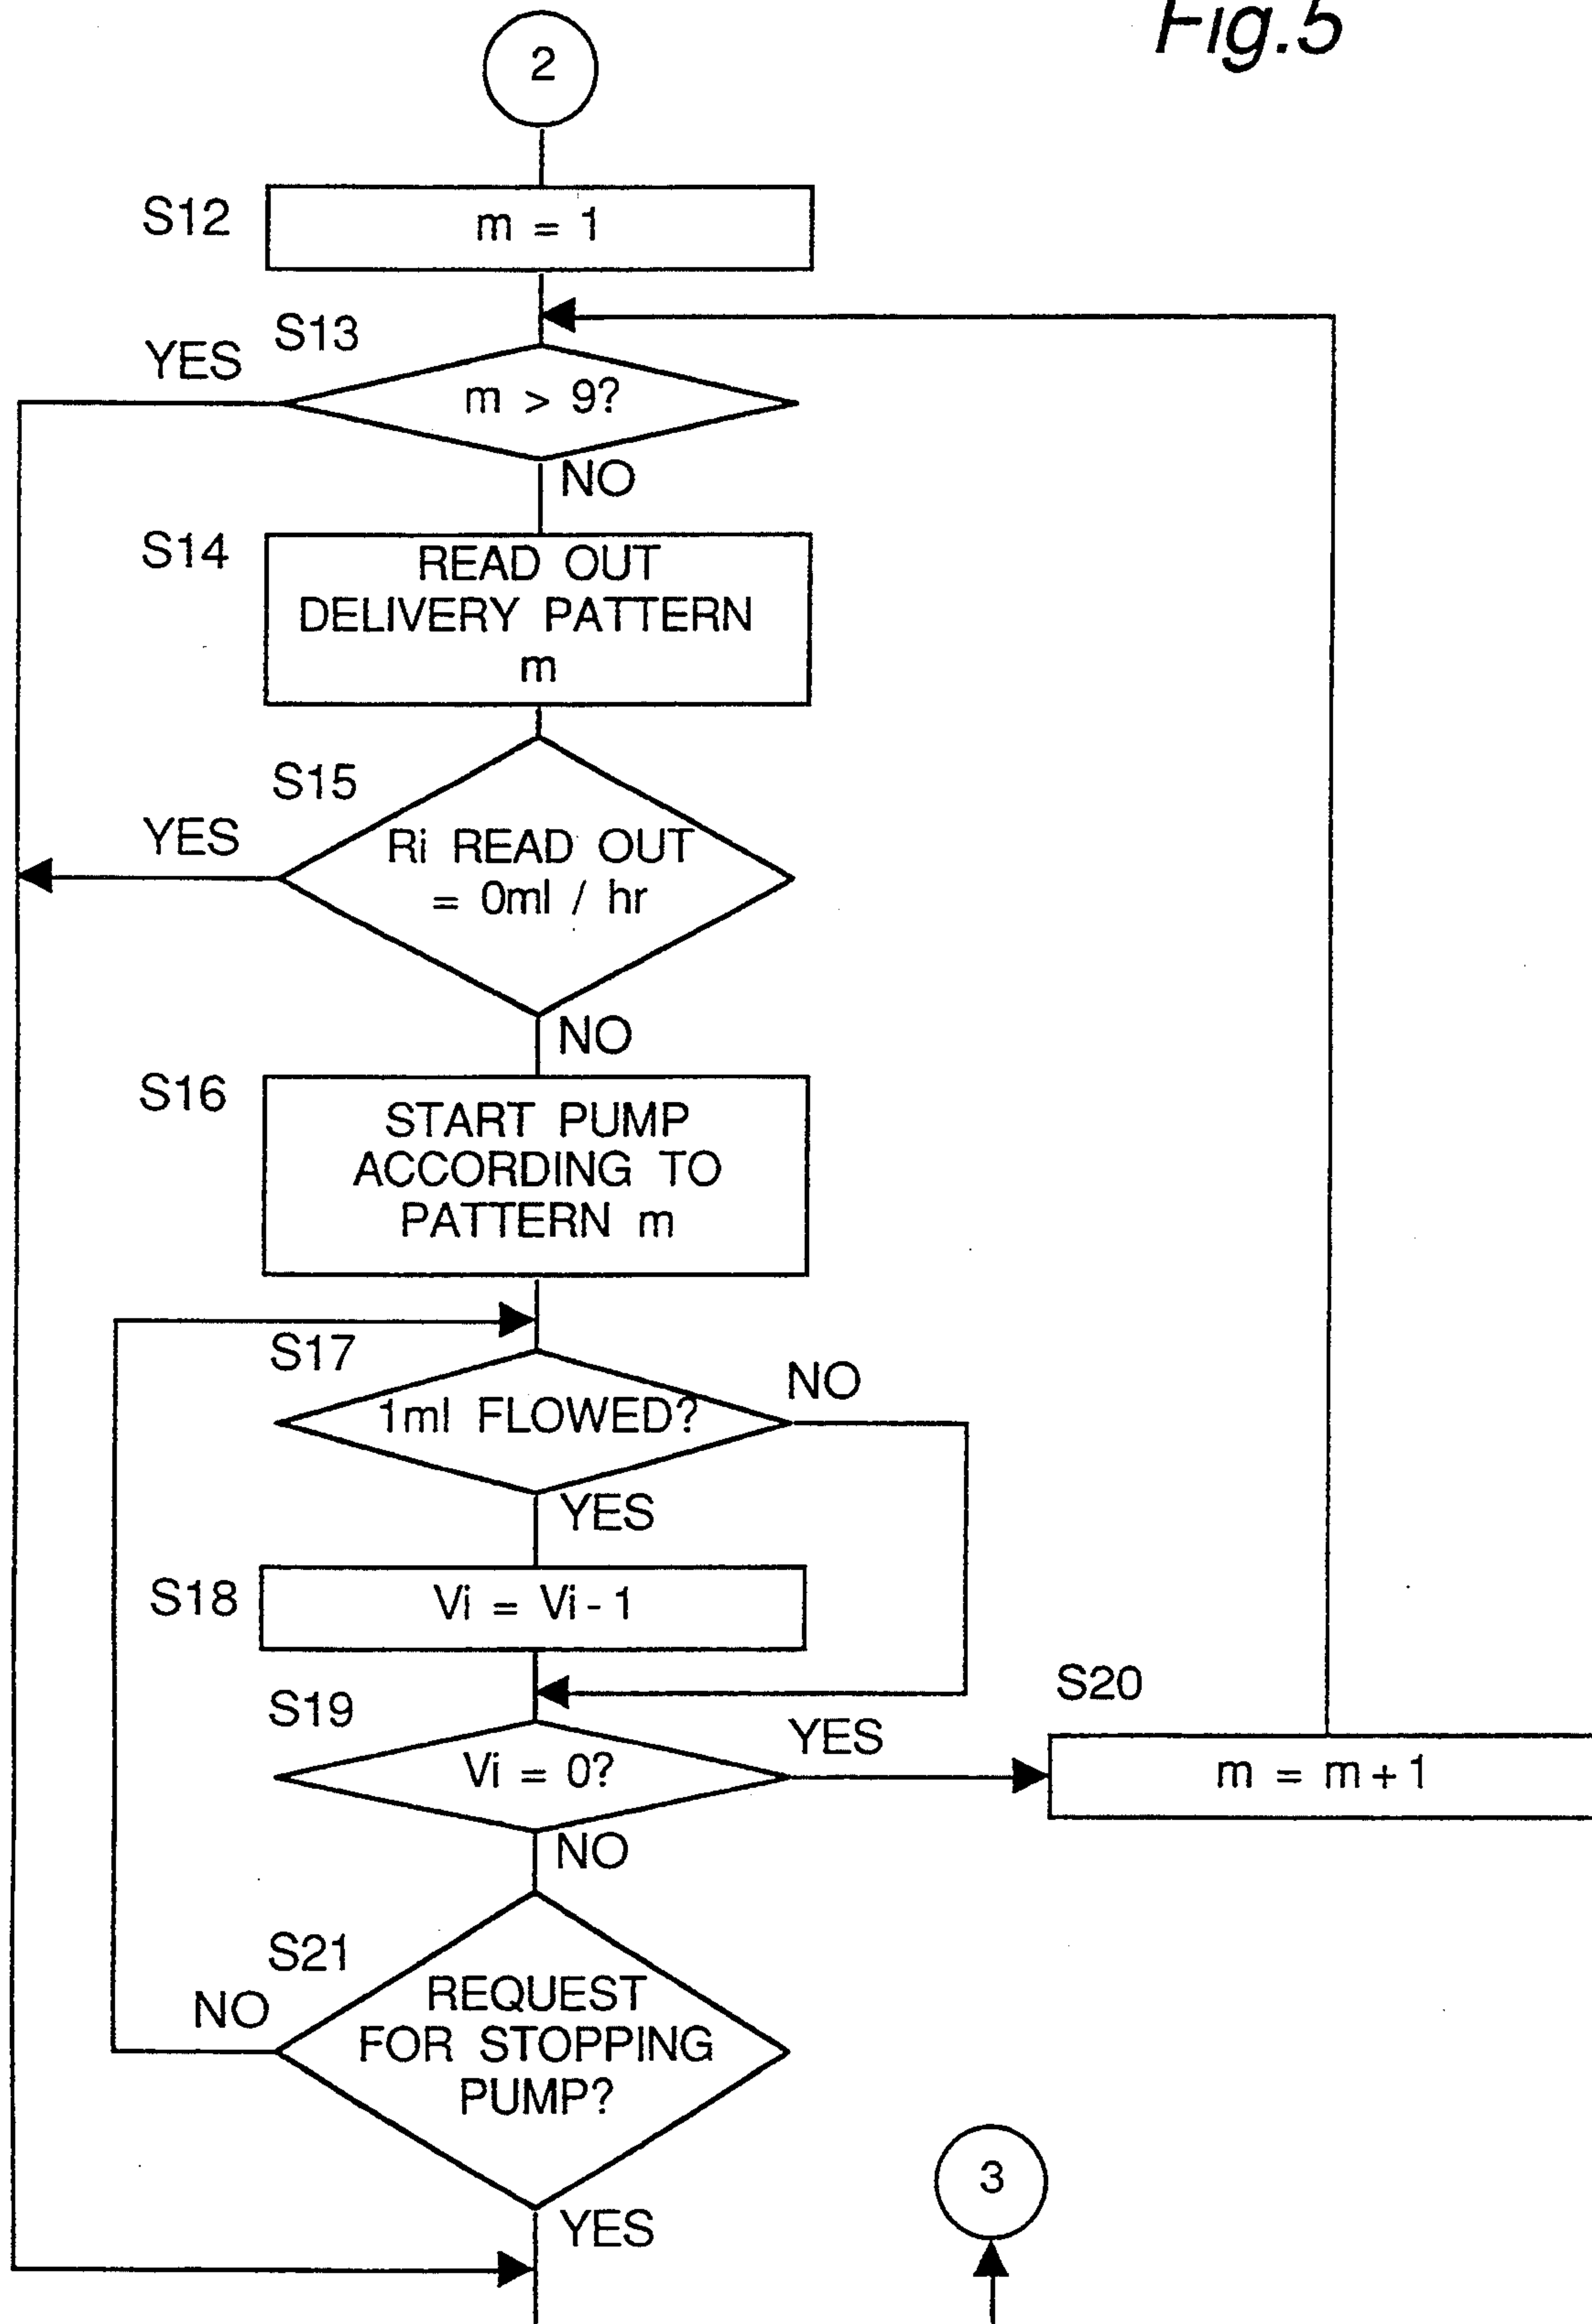 Fig.5
2
S12
m = 1
S13
YES
m > 9?
NO
S14
READ OUT
DELIVERY PATTERN
m
S15
YES
Ri READ OUT
= 0ml / hr
NO
S16
START PUMP
ACCORDING TO
PATTERN m
S17
NO
1ml FLOWED?
YES
S18
Vi = Vi - 1
S19
YES
S20
Vi = 0?
m = m + 1
NO
S21
NO
REQUEST
FOR STOPPING
PUMP?
YES
3